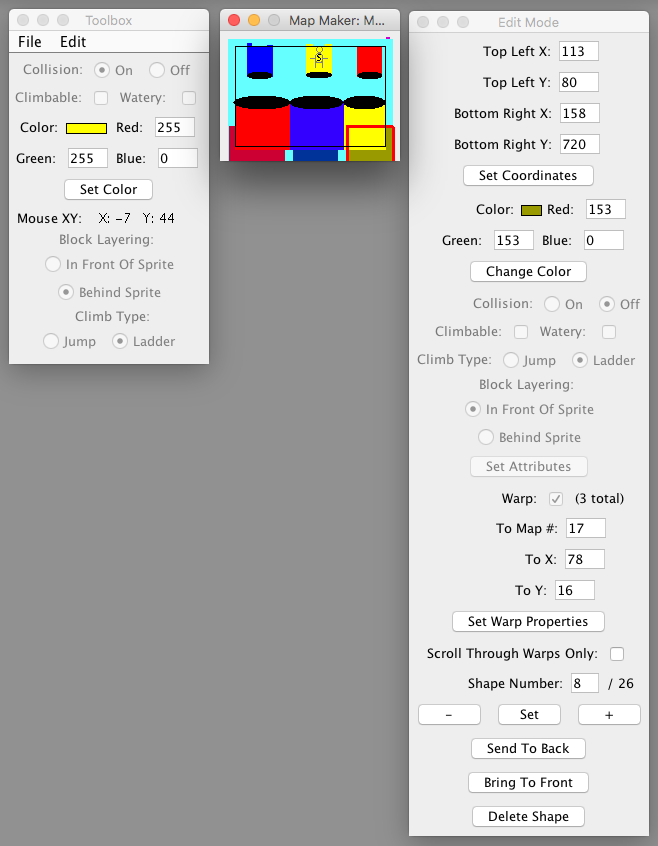 Toolbox
File Edit
Collision: On Off
Climbable: Watery:
Color: Red: 255
Green: 255 Blue: 0
Set Color
Mouse XY: X: -7 Y: 44
Block Layering:
In Front Of Sprite
Behind Sprite
Climb Type:
Jump Ladder
Map Maker: M...
S
Edit Mode
Top Left X: 113
Top Left Y: 80
Bottom Right X: 158
Bottom Right Y: 720
Set Coordinates
Color: Red: 153
Green: 153 Blue: 0
Change Color
Collision: On Off
Climbable: Watery:
Climb Type: Jump Ladder
Block Layering:
In Front Of Sprite
Behind Sprite
Set Attributes
Warp: (3 total)
To Map #: 17
To X: 78
To Y: 16
Set Warp Properties
Scroll Through Warps Only:
Shape Number: 8 / 26
- Set +
Send To Back
Bring To Front
Delete Shape